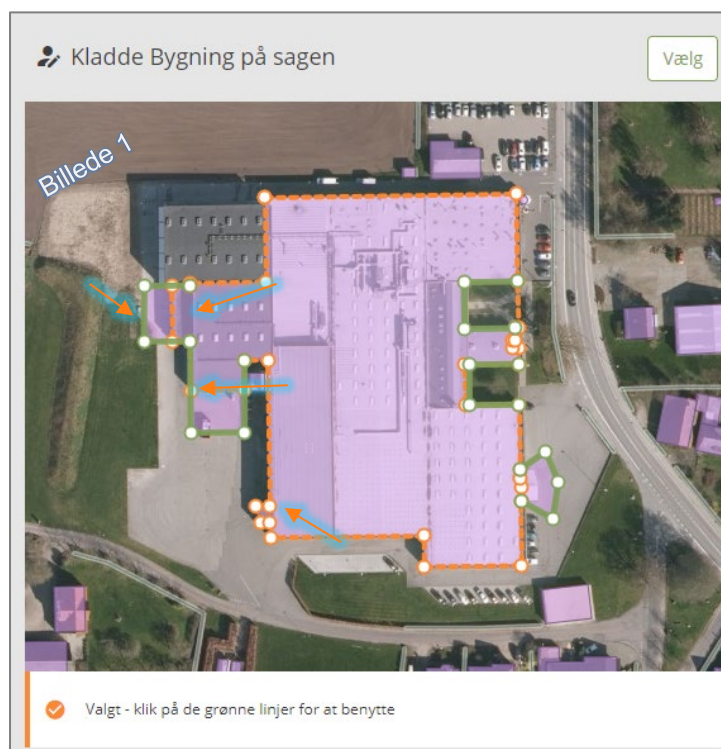 Kladde Bygning på sagen
Vælg
Billede 1
Valgt - klik på de grønne linjer for at benytte